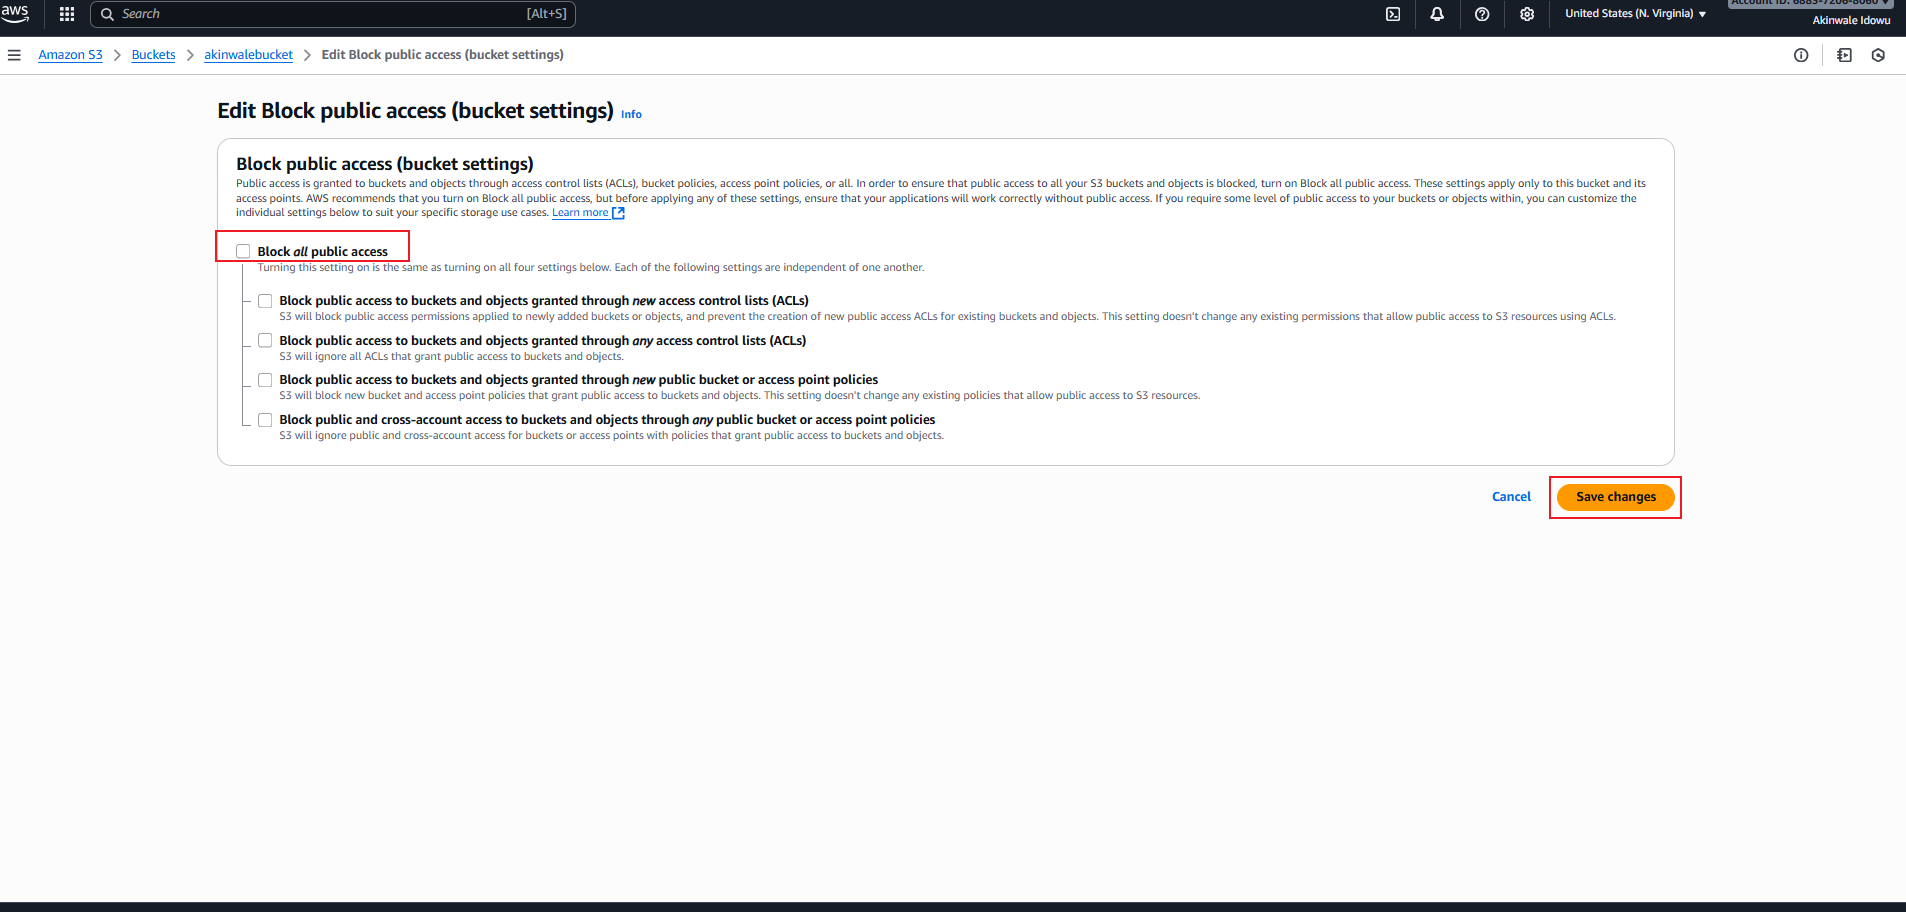 aws
Search
[Alt+S]
United States (N. Virginia)
Account ID: 6883-7206-8060
Akinwale Idowu
Amazon S3 > Buckets > akinwalebucket > Edit Block public access (bucket settings)
Edit Block public access (bucket settings) Info
Block public access (bucket settings)
Public access is granted to buckets and objects through access control lists (ACLs), bucket policies, access point policies, or all. In order to ensure that public access to all your S3 buckets and objects is blocked, turn on Block all public access. These settings apply only to this bucket and its
access points. AWS recommends that you turn on Block all public access, but before applying any of these settings, ensure that your applications will work correctly without public access. If you require some level of public access to your buckets or objects within, you can customize the
individual settings below to suit your specific storage use cases. Learn more
Block all public access
Turning this setting on is the same as turning on all four settings below. Each of the following settings are independent of one another.
Block public access to buckets and objects granted through new access control lists (ACLs)
S3 will block public access permissions applied to newly added buckets or objects, and prevent the creation of new public access ACLs for existing buckets and objects. This setting doesn't change any existing permissions that allow public access to S3 resources using ACLs.
Block public access to buckets and objects granted through any access control lists (ACLs)
S3 will ignore all ACLs that grant public access to buckets and objects.
Block public access to buckets and objects granted through new public bucket or access point policies
S3 will block new bucket and access point policies that grant public access to buckets and objects. This setting doesn't change any existing policies that allow public access to S3 resources.
Block public and cross-account access to buckets and objects through any public bucket or access point policies
S3 will ignore public and cross-account access for buckets or access points with policies that grant public access to buckets and objects.
Cancel
Save changes